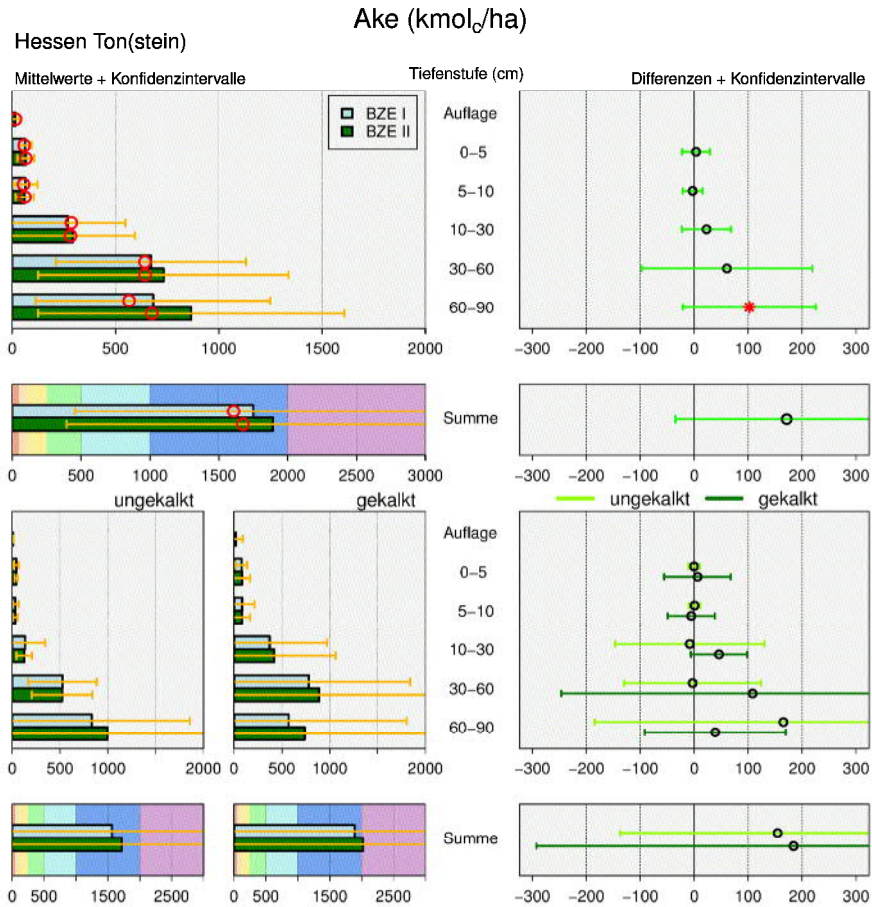 Ake (kmolc/ha)
Hessen Ton(stein)
Mittelwerte + Konfidenzintervalle
Tiefenstufe (cm)
Differenzen + Konfidenzintervalle
BZE I
BZE II
Auflage
0−5
5−10
10−30
30−60
60−90
0 500 1000 1500 2000
−300 −200 −100 0 100 200 300
Summe
0 500 1000 1500 2000 2500 3000
−300 −200 −100 0 100 200 300
ungekalkt
gekalkt
ungekalkt gekalkt
Auflage
0−5
5−10
10−30
30−60
60−90
0 500 1000 2000
0 500 1000 2000
−300 −200 −100 0 100 200 300
Summe
0 500 1500 2500
0 500 1500 2500
−300 −200 −100 0 100 200 300